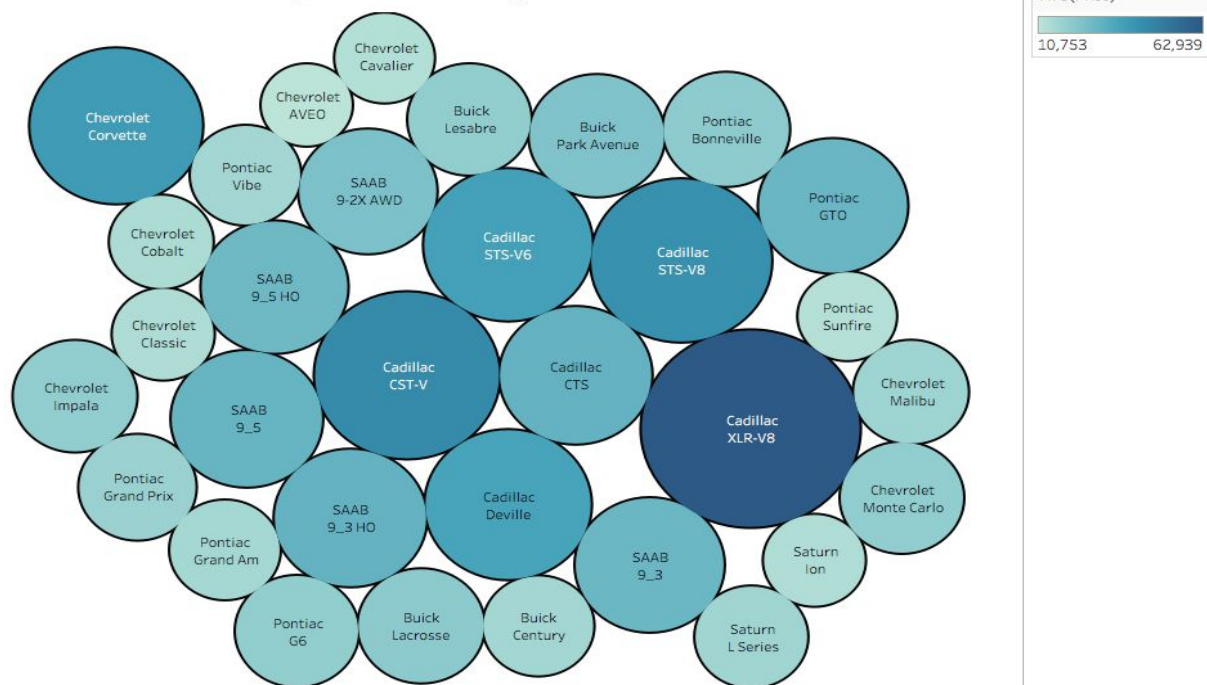 10,753 62,939
Chevrolet
Cavalier
Chevrolet
AVEO
Chevrolet
Corvette
Buick
Lesabre
Buick
Park Avenue
Pontiac
Bonneville
Pontiac
Vibe
SAAB
9-2X AWD
Pontiac
GTO
Chevrolet
Cobalt
Cadillac
STS-V6
Cadillac
STS-V8
SAAB
9_5 HO
Pontiac
Sunfire
Chevrolet
Classic
Cadillac
CST-V
Cadillac
CTS
Chevrolet
Malibu
Chevrolet
Impala
SAAB
9_5
Cadillac
XLR-V8
Pontiac
Grand Prix
SAAB
9_3 HO
Cadillac
Deville
Chevrolet
Monte Carlo
Pontiac
Grand Am
SAAB
9_3
Saturn
Ion
Pontiac
G6
Buick
Lacrosse
Buick
Century
Saturn
L Series